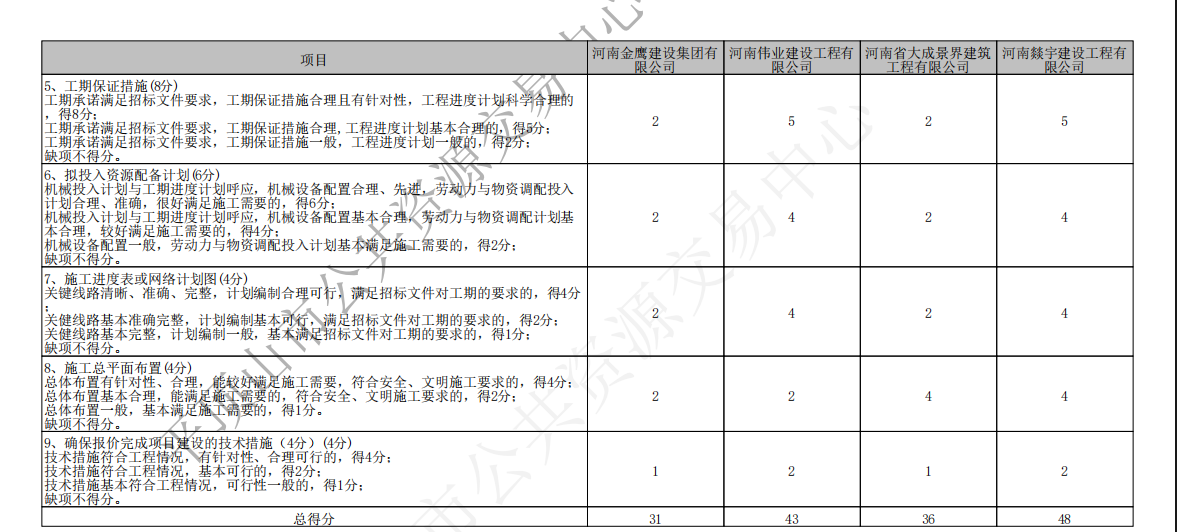 项目
河南金鹰建设集团有
限公司
河南伟业建设工程有
限公司
河南省大成景界建筑
工程有限公司
河南燚宇建设工程有
限公司
5、工期保证措施(8分)
工期承诺满足招标文件要求，工期保证措施合理且有针对性，工程进度计划科学合理的
，得8分；
工期承诺满足招标文件要求，工期保证措施合理,工程进度计划基本合理的，得5分；
工期承诺满足招标文件要求，工期保证措施一般，工程进度计划一般的，得2分；
缺项不得分。
2
5
2
5
6、拟投入资源配备计划(6分)
机械投入计划与工期进度计划呼应，机械设备配置合理、先进，劳动力与物资调配投入
计划合理、准确，很好满足施工需要的，得6分；
机械投入计划与工期进度计划呼应，机械设备配置基本合理，劳动力与物资调配计划基
本合理，较好满足施工需要的，得4分；
机械设备配置一般，劳动力与物资调配投入计划基本满足施工需要的，得2分；
缺项不得分。
2
4
2
4
7、施工进度表或网络计划图(4分)
关键线路清晰、准确、完整，计划编制合理可行，满足招标文件对工期的要求的，得4分
；
关健线路基本准确完整，计划编制基本可行，满足招标文件对工期的要求的，得2分；
关健线路基本完整，计划编制一般，基本满足招标文件对工期的要求的，得1分；
缺项不得分。
2
4
2
4
8、施工总平面布置(4分)
总体布置有针对性、合理，能较好满足施工需要，符合安全、文明施工要求的，得4分；
总体布置基本合理，能满足施工需要的，符合安全、文明施工要求的，得2分；
总体布置一般，基本满足施工需要的，得1分。
缺项不得分。
2
2
4
4
9、确保报价完成项目建设的技术措施（4分）(4分)
技术措施符合工程情况，有针对性、合理可行的，得4分；
技术措施符合工程情况，基本可行的，得2分；
技术措施基本符合工程情况，可行性一般的，得1分；
缺项不得分。
1
2
1
2
总得分
31
43
36
48
平顶山市公共资源交易中心
市公共资源交易中心